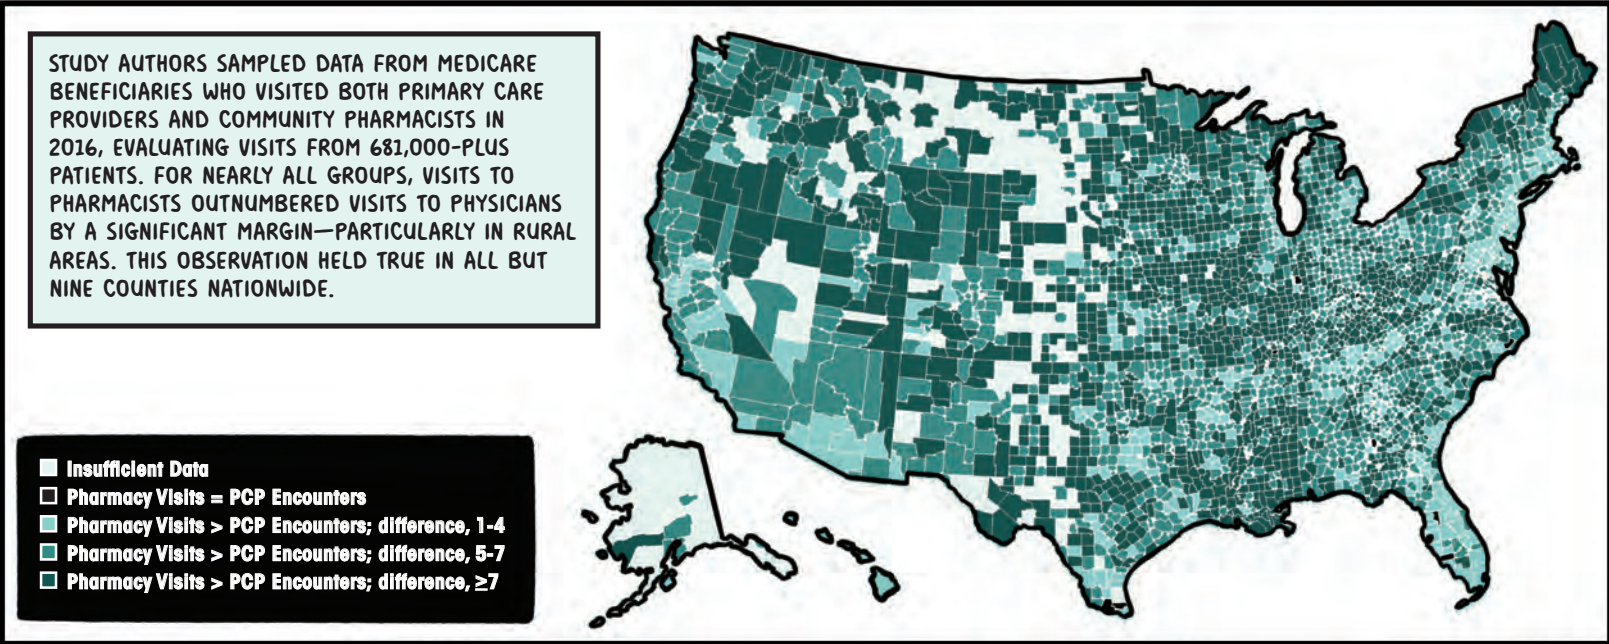 STUDY AUTHORS SAMPLED DATA FROM MEDICARE
BENEFICIARIES WHO VISITED BOTH PRIMARY CARE
PROVIDERS AND COMMUNITY PHARMACISTS IN
2016, EVALUATING VISITS FROM 681,000-PLUS
PATIENTS. FOR NEARLY ALL GROUPS, VISITS TO
PHARMACISTS OUTNUMBERED VISITS TO PHYSICIANS
BY A SIGNIFICANT MARGIN—PARTICULARLY IN RURAL
AREAS. THIS OBSERVATION HELD TRUE IN ALL BUT
NINE COUNTIES NATIONWIDE.
Insufficient Data
Pharmacy Visits = PCP Encounters
Pharmacy Visits > PCP Encounters; difference, 1-4
Pharmacy Visits > PCP Encounters; difference, 5-7
Pharmacy Visits > PCP Encounters; difference, ≥7